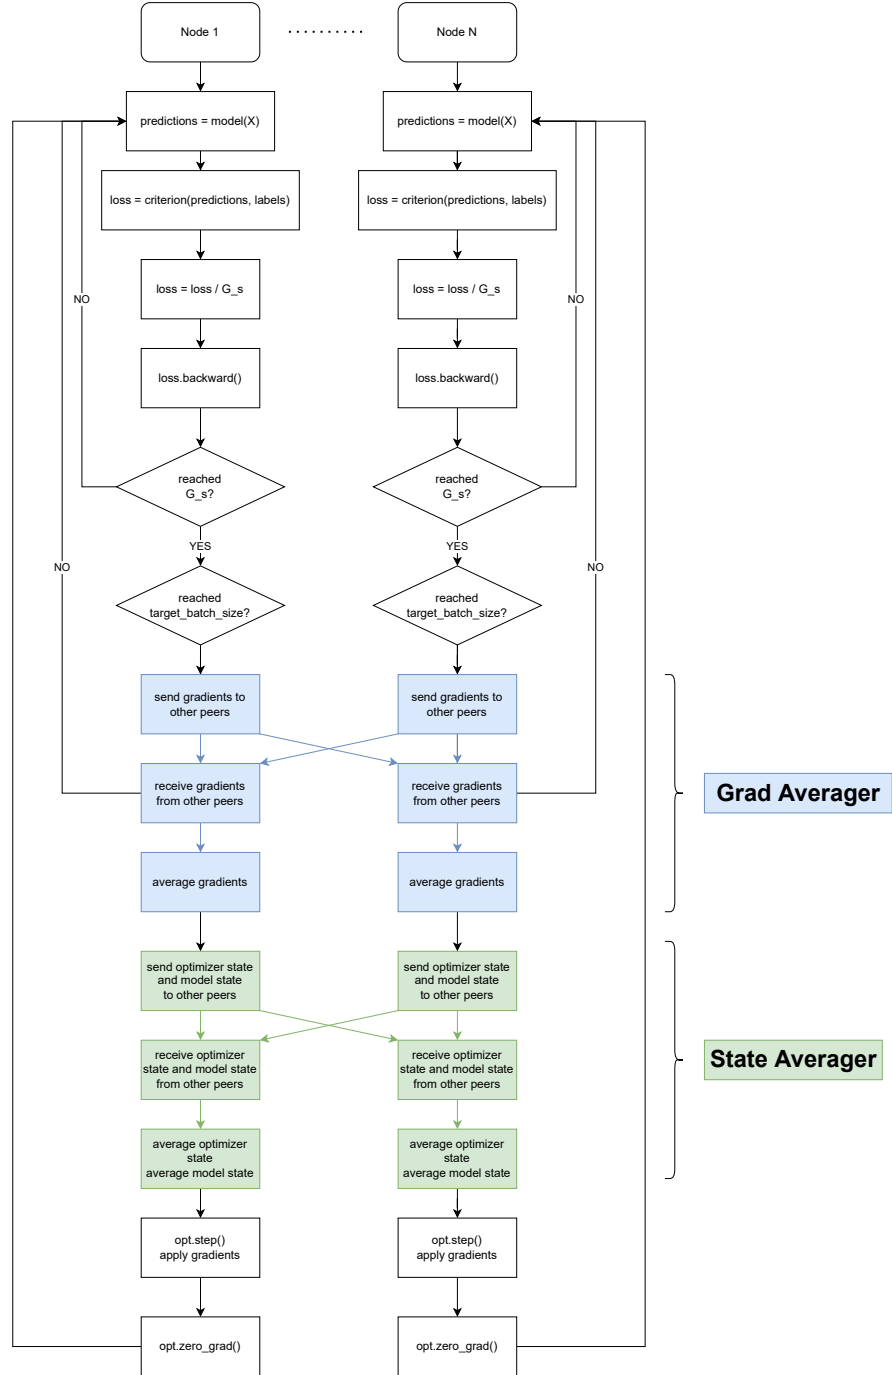 Node 1
Node N
predictions = model(X)
predictions = model(X)
loss = criterion(predictions, labels)
loss = criterion(predictions, labels)
loss = loss / G_s
loss = loss / G_s
NO
NO
loss.backward()
loss.backward()
reached
G_s?
reached
G_s?
YES
YES
NO
NO
reached
target_batch_size?
reached
target_batch_size?
send gradients to
other peers
send gradients to
other peers
receive gradients
from other peers
receive gradients
from other peers
Grad Averager
average gradients
average gradients
send optimizer state
and model state
to other peers
send optimizer state
and model state
to other peers
receive optimizer
state and model state
from other peers
receive optimizer
state and model state
from other peers
State Averager
average optimizer
state
average model state
average optimizer
state
average model state
opt.step()
apply gradients
opt.step()
apply gradients
opt.zero_grad()
opt.zero_grad()